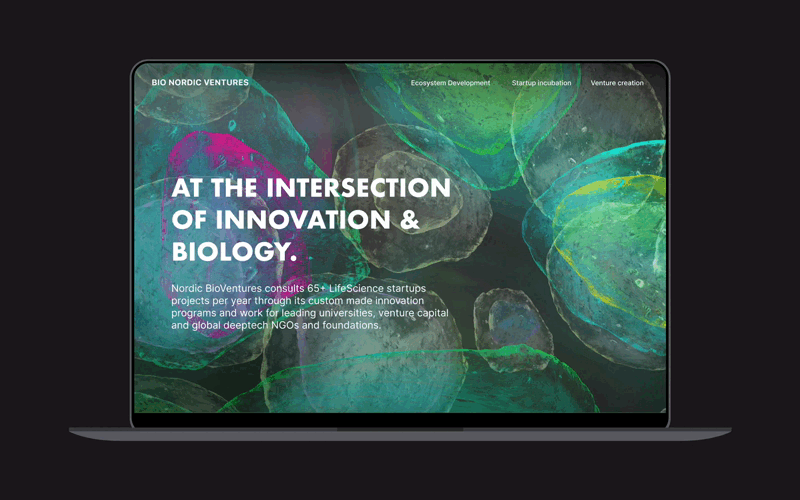 BIO NORDIC VENTURES
Ecosystem Development
Startup incubation
Venture creation
AT THE INTERSECTION
OF INNOVATION &
BIOLOGY.
Nordic BioVentures consults 65+ LifeScience startups
projects per year through its custom made innovation
programs and work for leading universities, venture capital
and global deeptech NGOs and foundations.